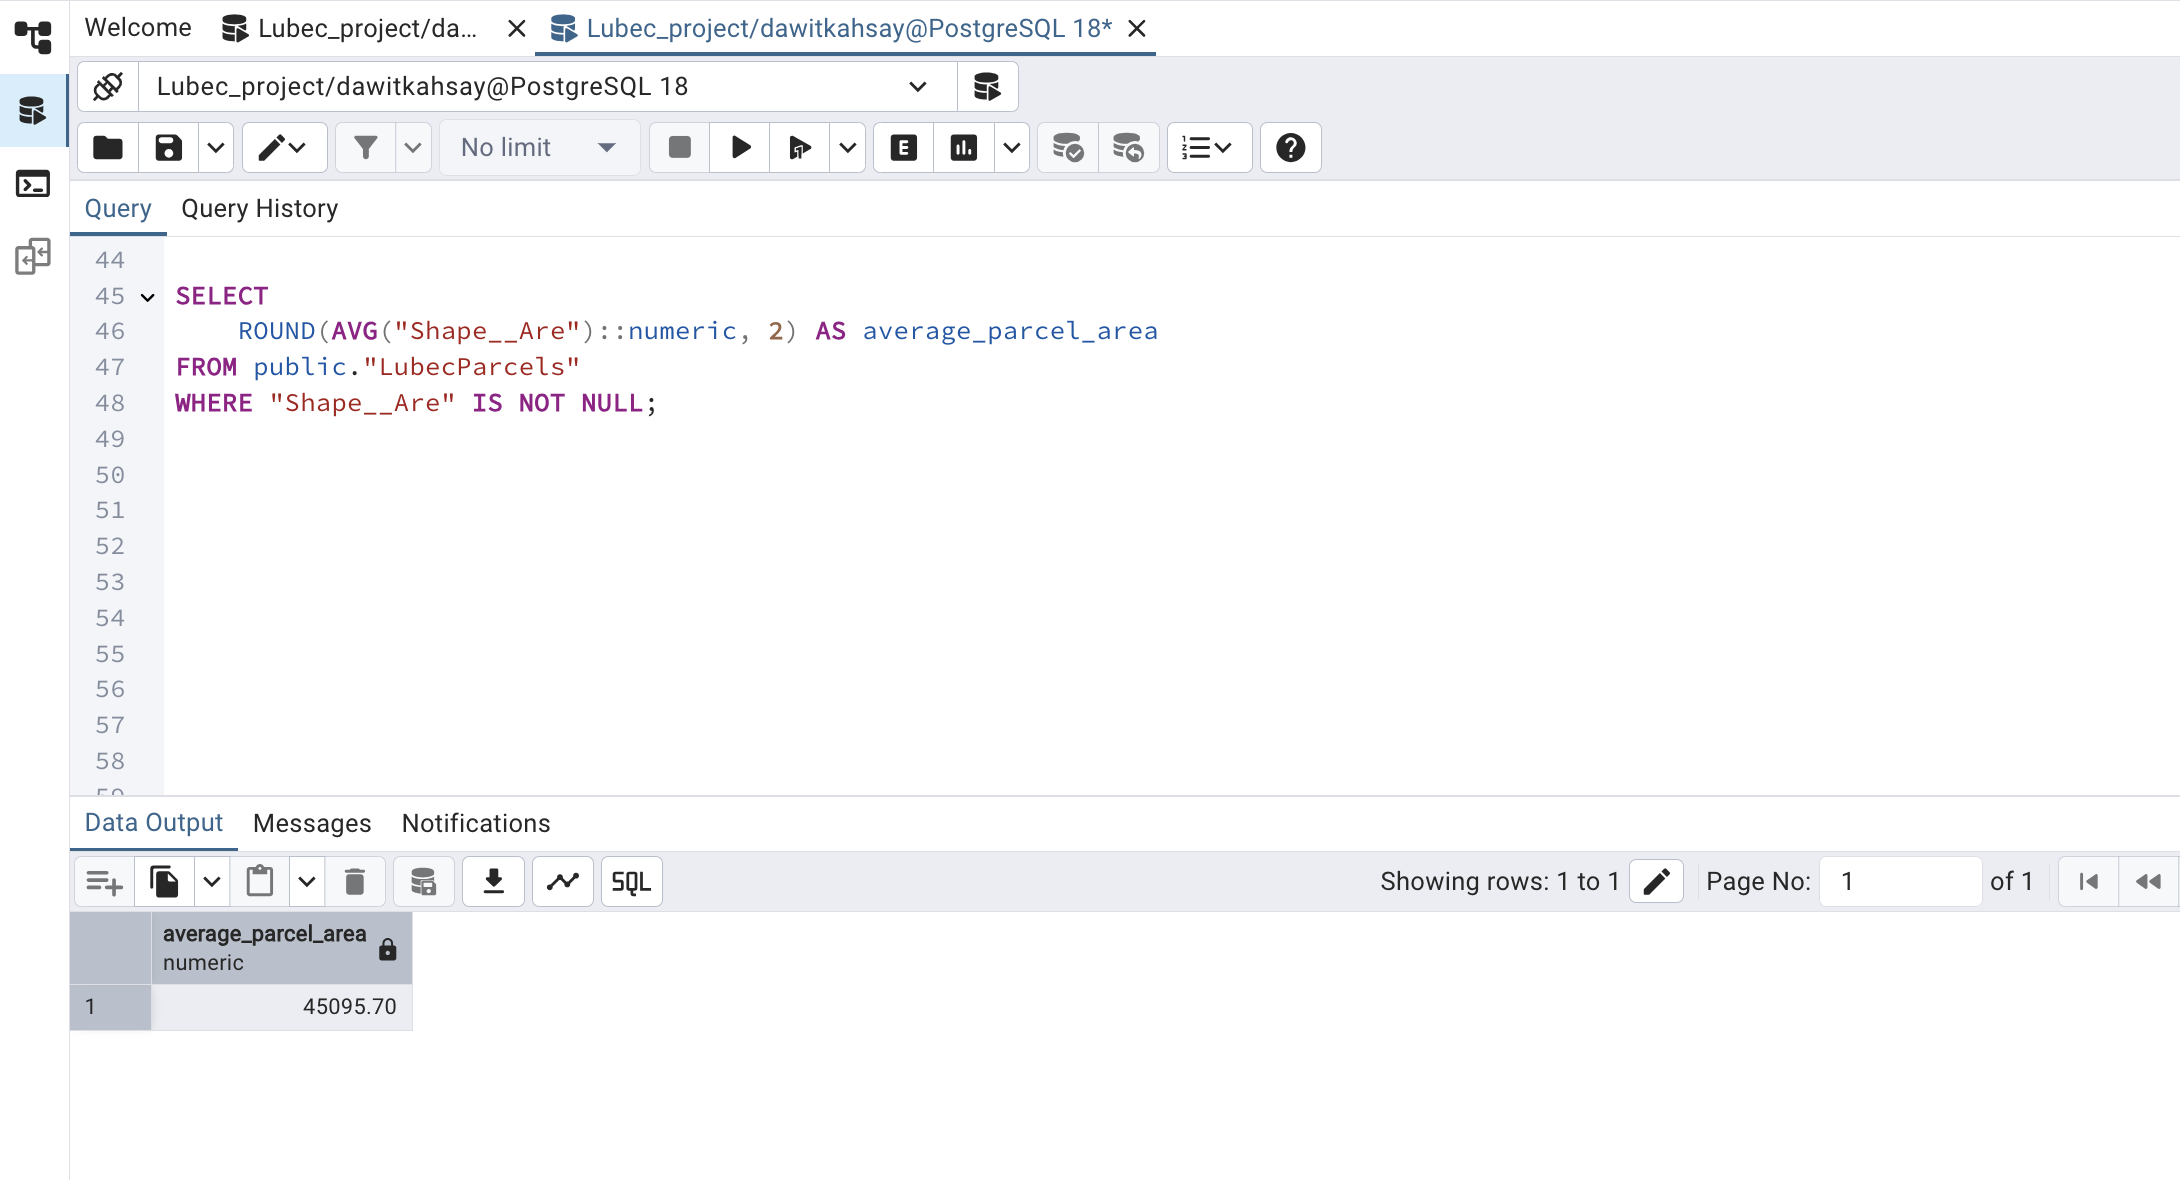 Welcome Lubec_project/da... Lubec_project/dawitkahsay@PostgreSQL 18*
Lubec_project/dawitkahsay@PostgreSQL 18
No limit E
Query Query History
44
45 SELECT
46 ROUND(AVG("Shape__Are")::numeric, 2) AS average_parcel_area
47 FROM public."LubecParcels"
48 WHERE "Shape__Are" IS NOT NULL;
49
50
51
52
53
54
55
56
57
58
59
Data Output Messages Notifications
SQL Showing rows: 1 to 1 Page No: 1 of 1
average_parcel_area
numeric
1 45095.70